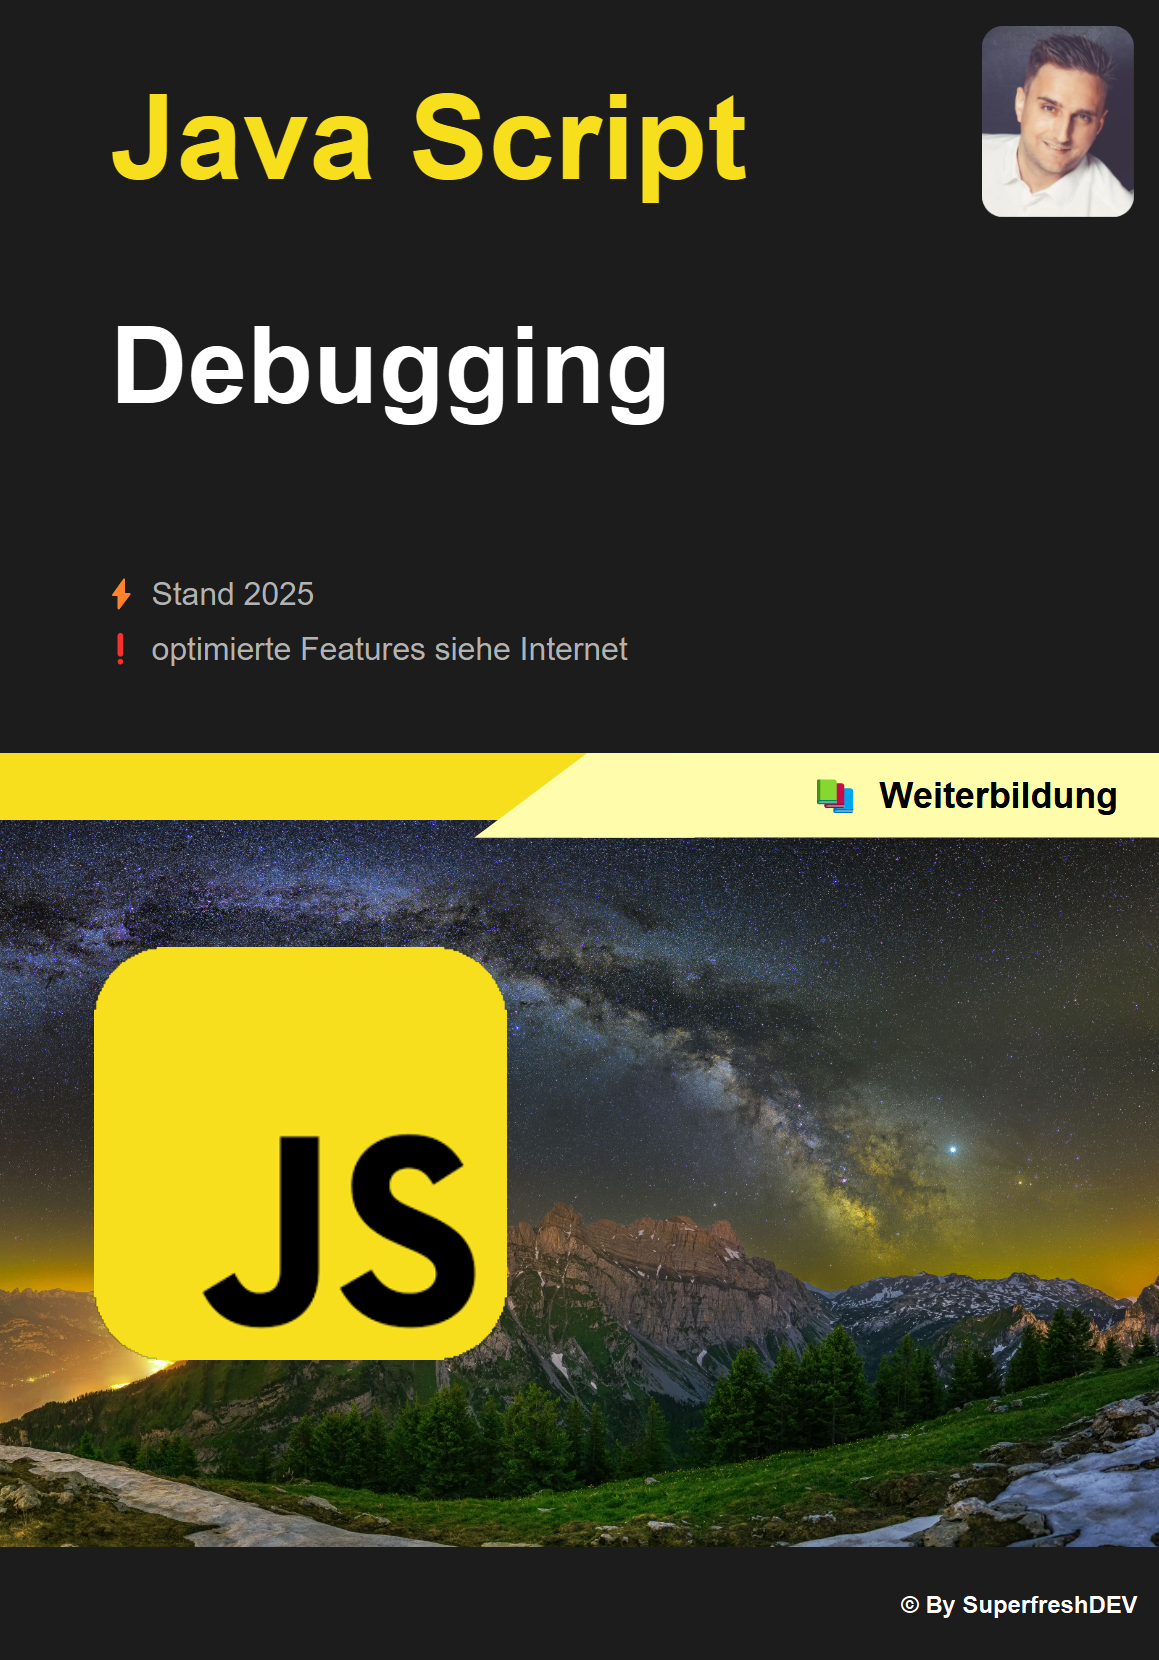 Java Script
Debugging
Stand 2025
optimierte Features siehe Internet
Weiterbildung
JS
© By SuperfreshDEV